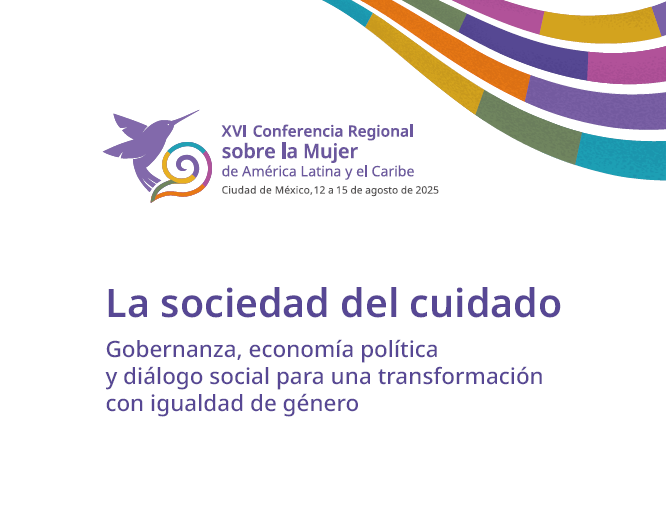 XVI Conferencia Regional
sobre la Mujer
de América Latina y el Caribe
Ciudad de México, 12 a 15 de agosto de 2025
La sociedad del cuidado
Gobernanza, economía política
y diálogo social para una transformación
con igualdad de género